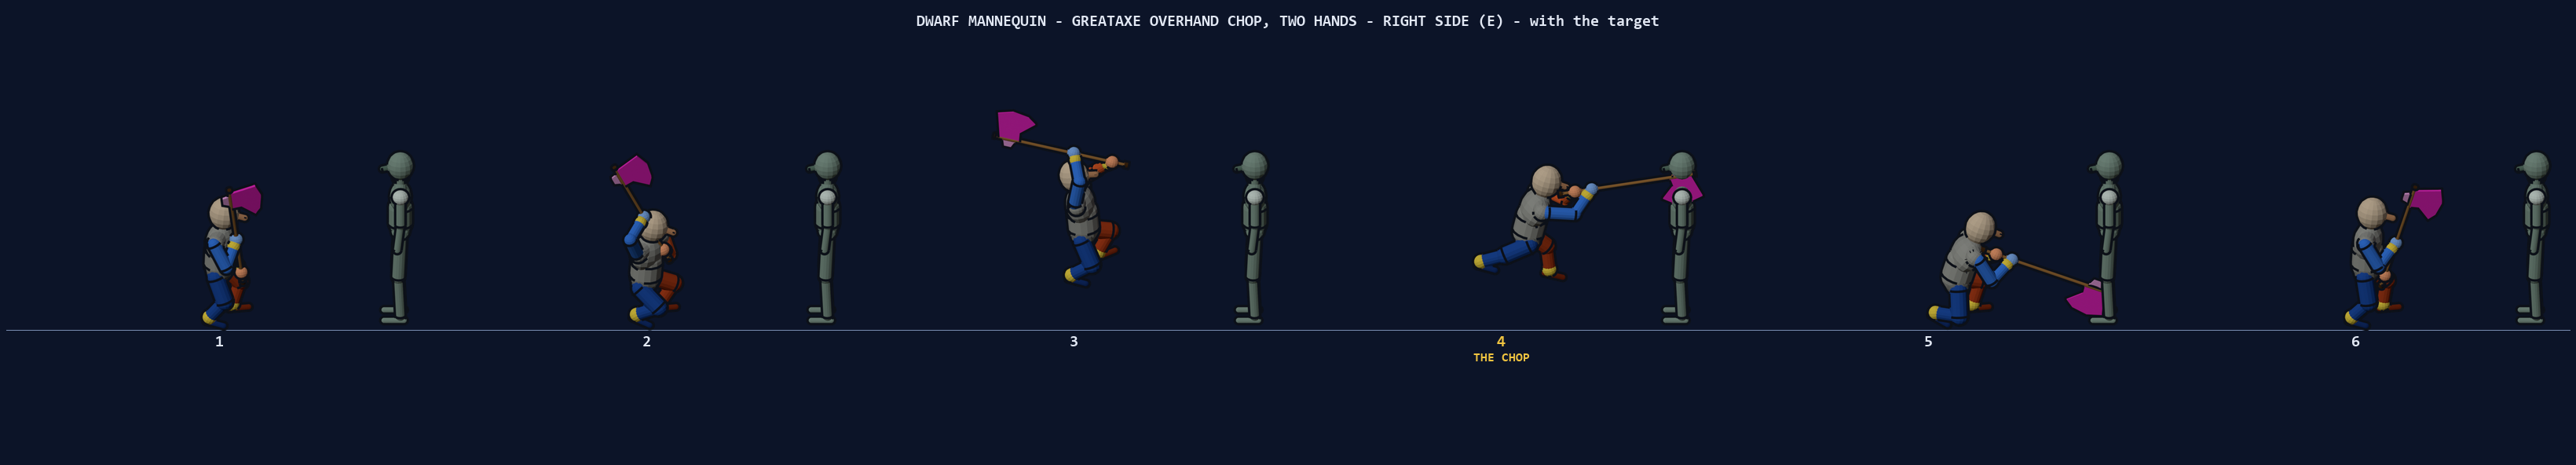 DWARF MANNEQUIN - GREATAXE OVERHAND CHOP, TWO HANDS - RIGHT SIDE (E) - with the target
1 2 3 4 5 6
THE CHOP